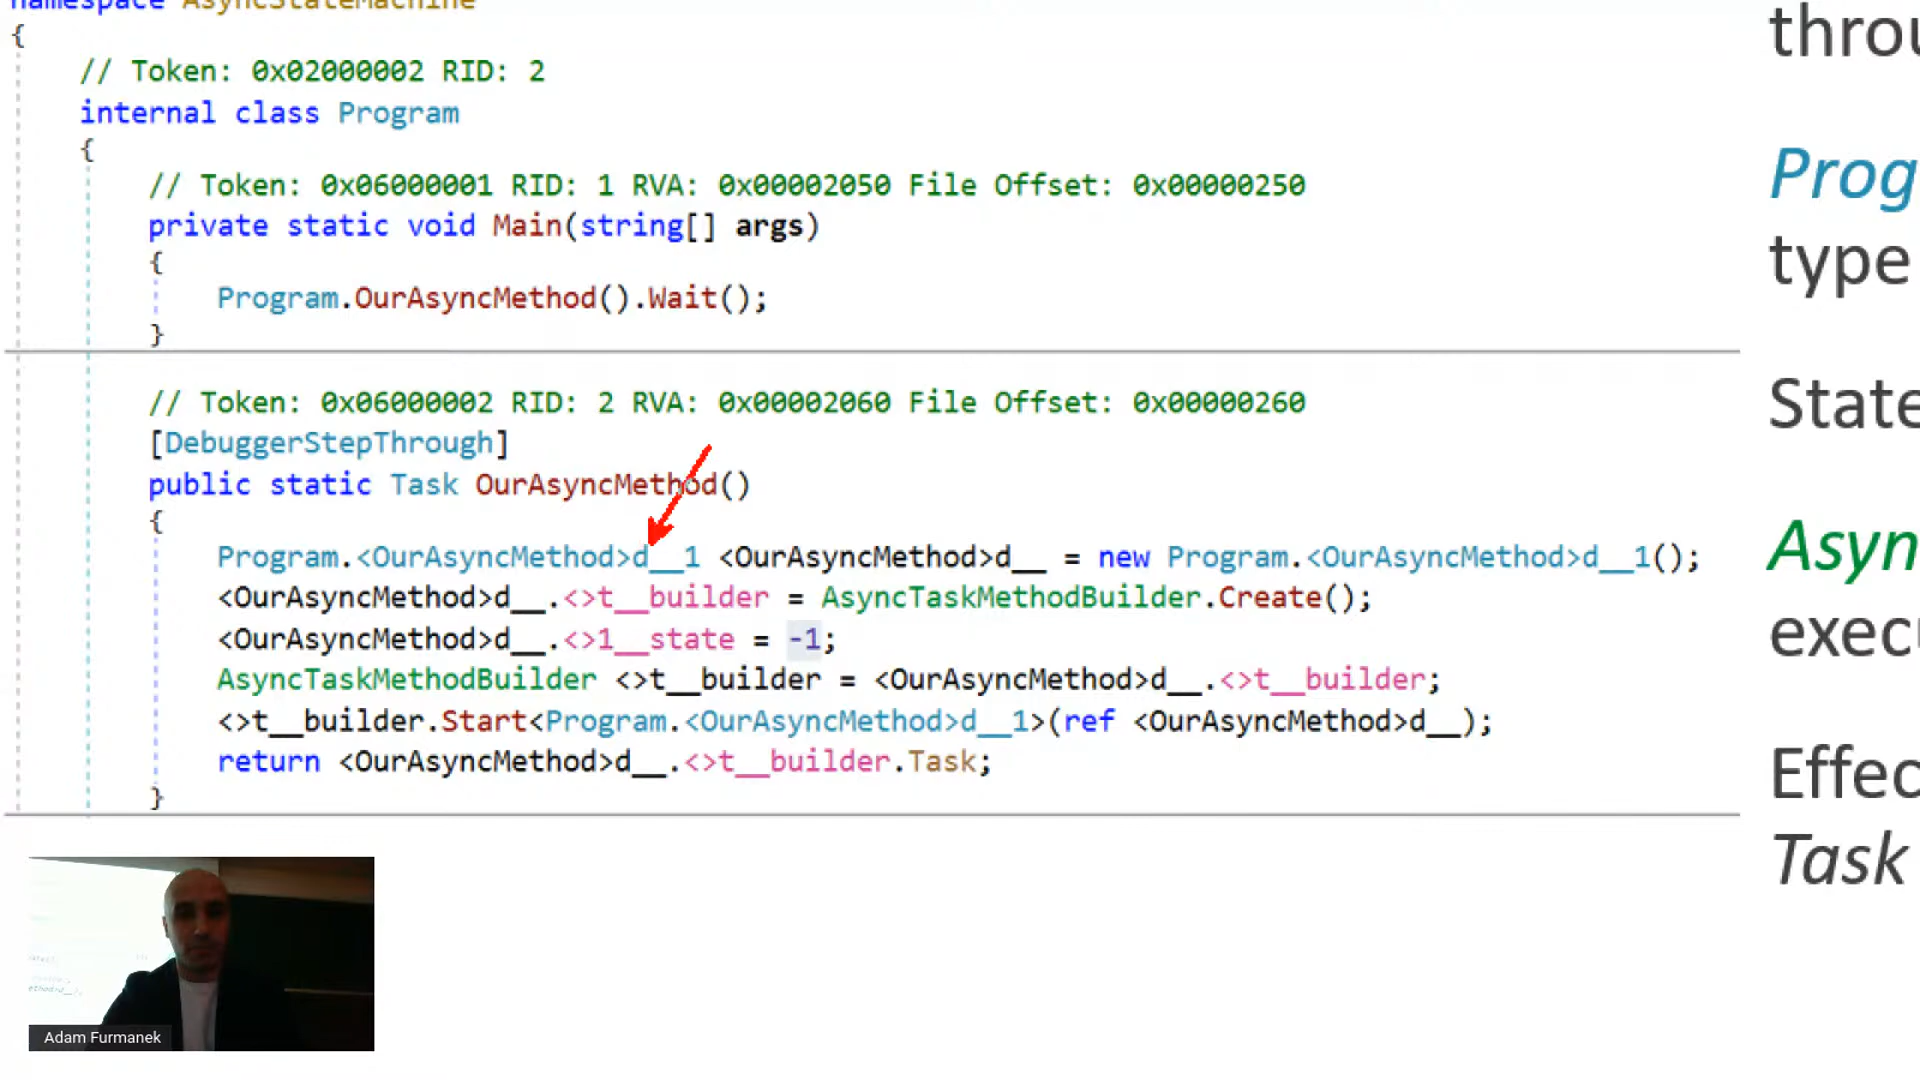 namespace AsyncStateMachine
{
// Token: 0x02000002 RID: 2
internal class Program
{
// Token: 0x06000001 RID: 1 RVA: 0x00002050 File Offset: 0x00000250
private static void Main(string[] args)
{
Program.OurAsyncMethod().Wait();
}
// Token: 0x06000002 RID: 2 RVA: 0x00002060 File Offset: 0x00000260
[DebuggerStepThrough]
public static Task OurAsyncMethod()
{
Program.<OurAsyncMethod>d__1 <OurAsyncMethod>d__ = new Program.<OurAsyncMethod>d__1();
<OurAsyncMethod>d__.<>t__builder = AsyncTaskMethodBuilder.Create();
<OurAsyncMethod>d__.<>1__state = -1;
AsyncTaskMethodBuilder <>t__builder = <OurAsyncMethod>d__.<>t__builder;
<>t__builder.Start<Program.<OurAsyncMethod>d__1>(ref <OurAsyncMethod>d__);
return <OurAsyncMethod>d__.<>t__builder.Task;
}
throu
Prog
type
State
Asyn
execu
Effec
Task
Adam Furmanek